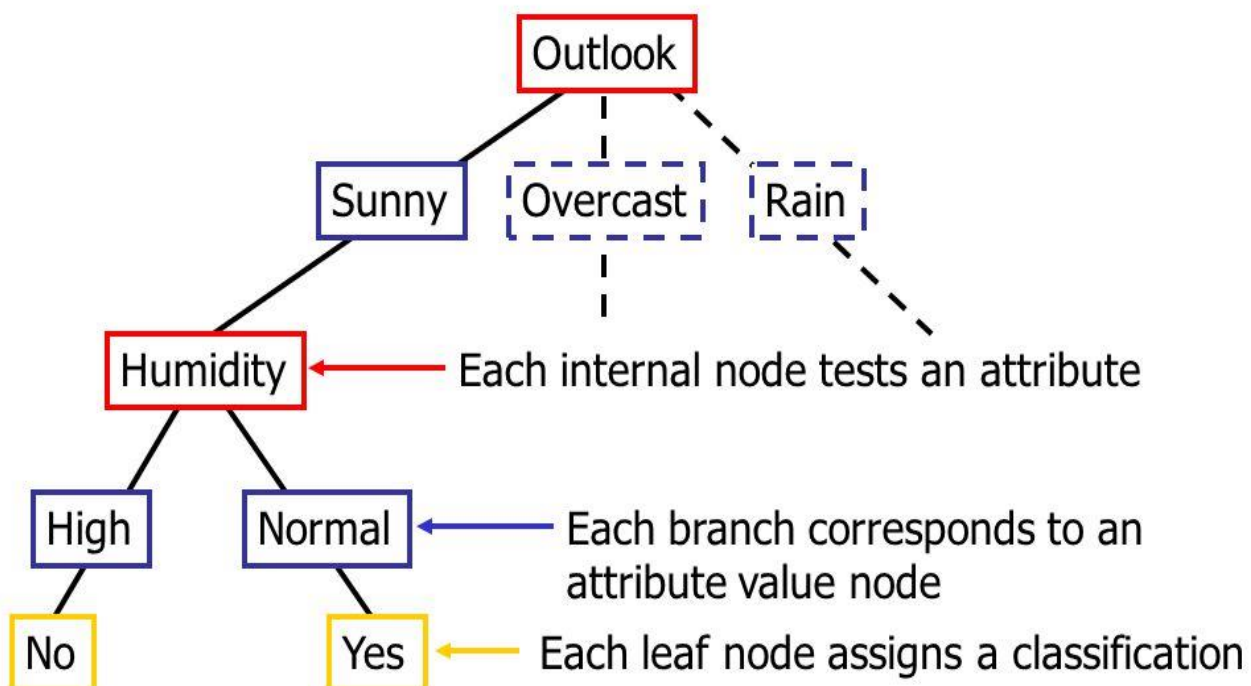 Outlook
Sunny
Overcast
Rain
Humidity
Each internal node tests an attribute
High
Normal
Each branch corresponds to an
attribute value node
No
Yes
Each leaf node assigns a classification